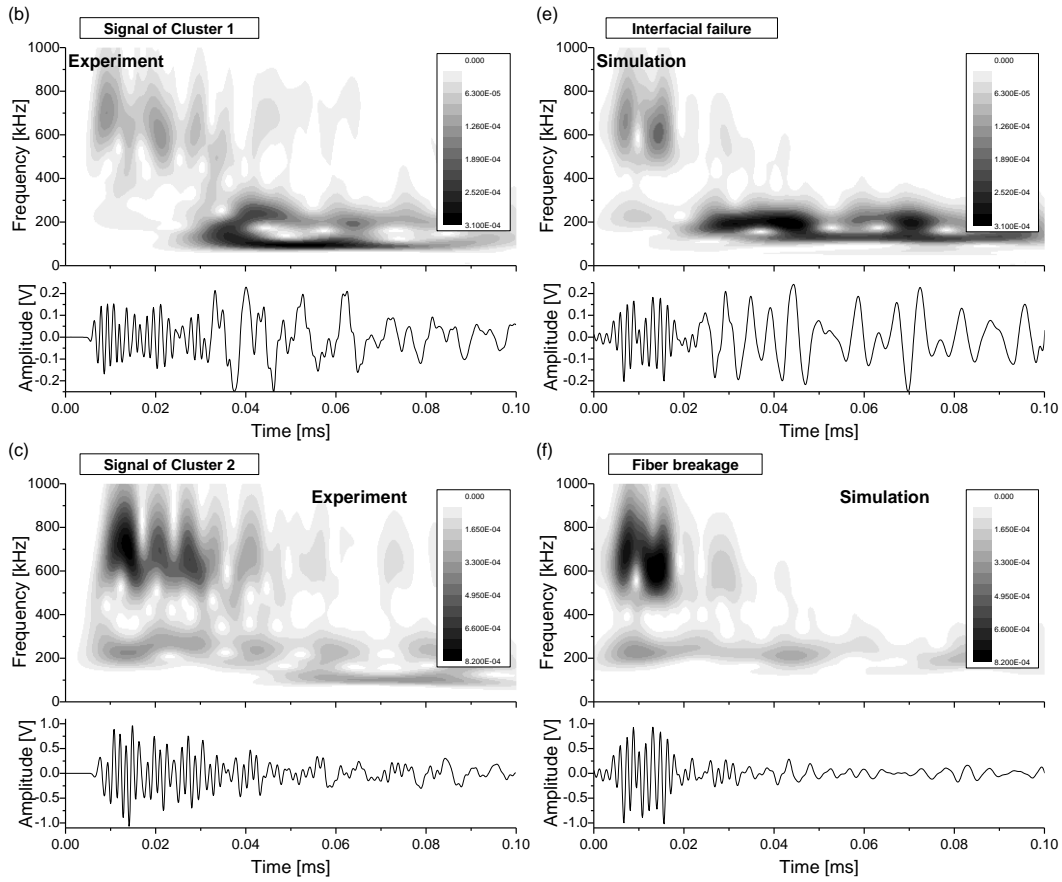 (b)
Signal of Cluster 1
Experiment
Frequency [kHz]
1000
800
600
400
200
0
0.000
6.300E-05
1.260E-04
1.890E-04
2.520E-04
3.100E-04
Amplitude [V]
0.2
0.1
0.0
-0.1
-0.2
0.00 0.02 0.04 0.06 0.08 0.10
Time [ms]
(e)
Interfacial failure
Simulation
Frequency [kHz]
1000
800
600
400
200
0
0.000
6.300E-05
1.260E-04
1.890E-04
2.520E-04
3.100E-04
Amplitude [V]
0.2
0.1
0.0
-0.1
-0.2
0.00 0.02 0.04 0.06 0.08 0.10
Time [ms]
(c)
Signal of Cluster 2
Experiment
Frequency [kHz]
1000
800
600
400
200
0
0.000
1.650E-04
3.300E-04
4.950E-04
6.600E-04
8.200E-04
Amplitude [V]
1.0
0.5
0.0
-0.5
-1.0
0.00 0.02 0.04 0.06 0.08 0.10
Time [ms]
(f)
Fiber breakage
Simulation
Frequency [kHz]
1000
800
600
400
200
0
0.000
1.650E-04
3.300E-04
4.950E-04
6.600E-04
8.200E-04
Amplitude [V]
1.0
0.5
0.0
-0.5
-1.0
0.00 0.02 0.04 0.06 0.08 0.10
Time [ms]